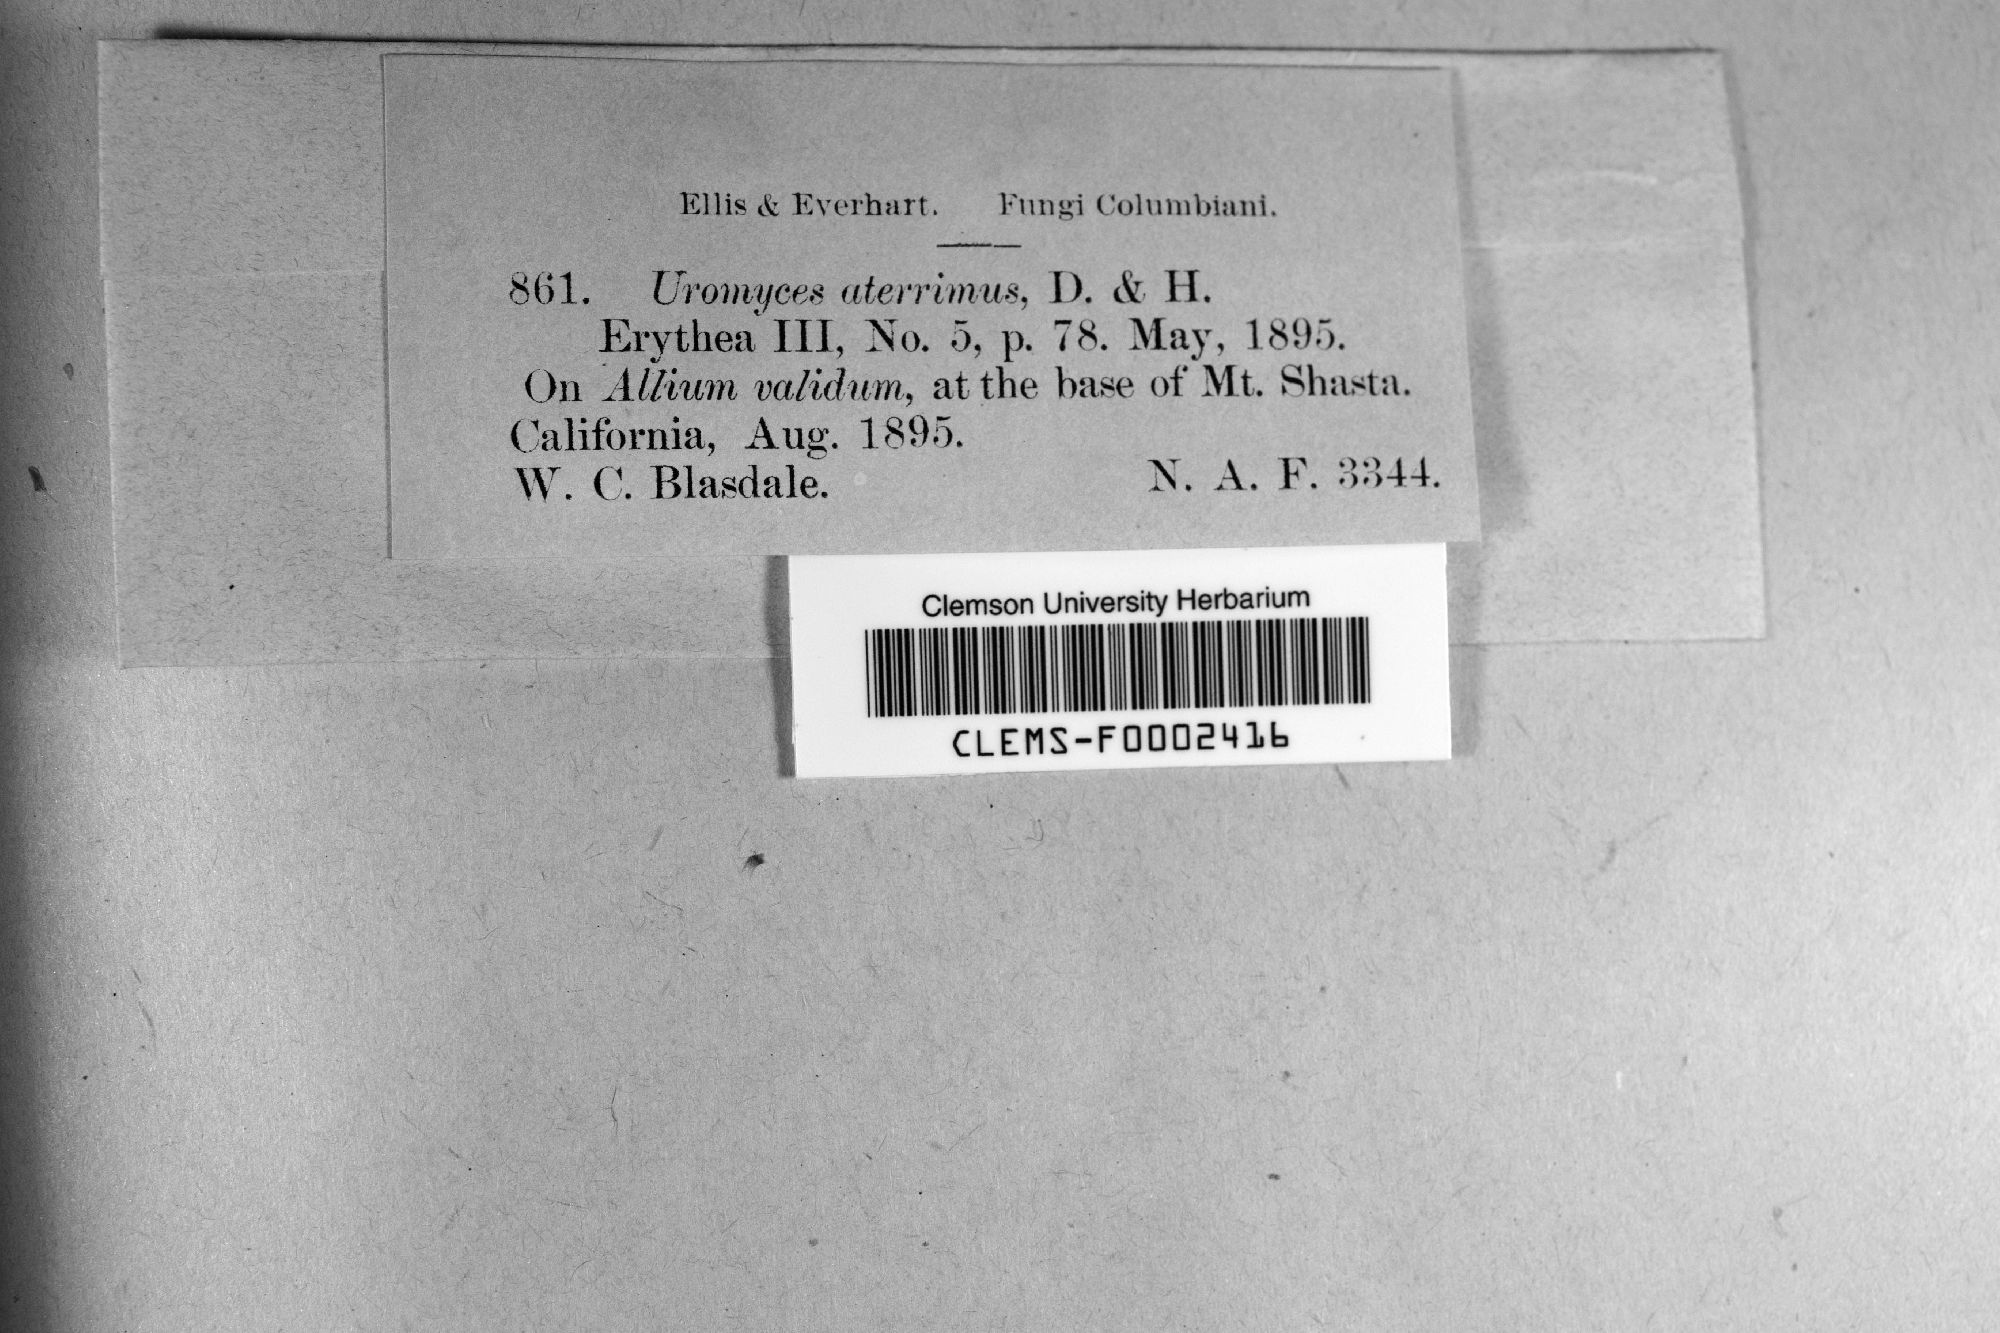 Ellis & Everhart. Fungi Columbiani.
861. Uromyces aterrimus, D. & H.
Erythea III, No. 5, p. 78. May, 1895.
On Allium validum, at the base of Mt. Shasta.
California, Aug. 1895.
W. C. Blasdale. N. A. F. 3344.
Clemson University Herbarium
CLEMS-F0002416